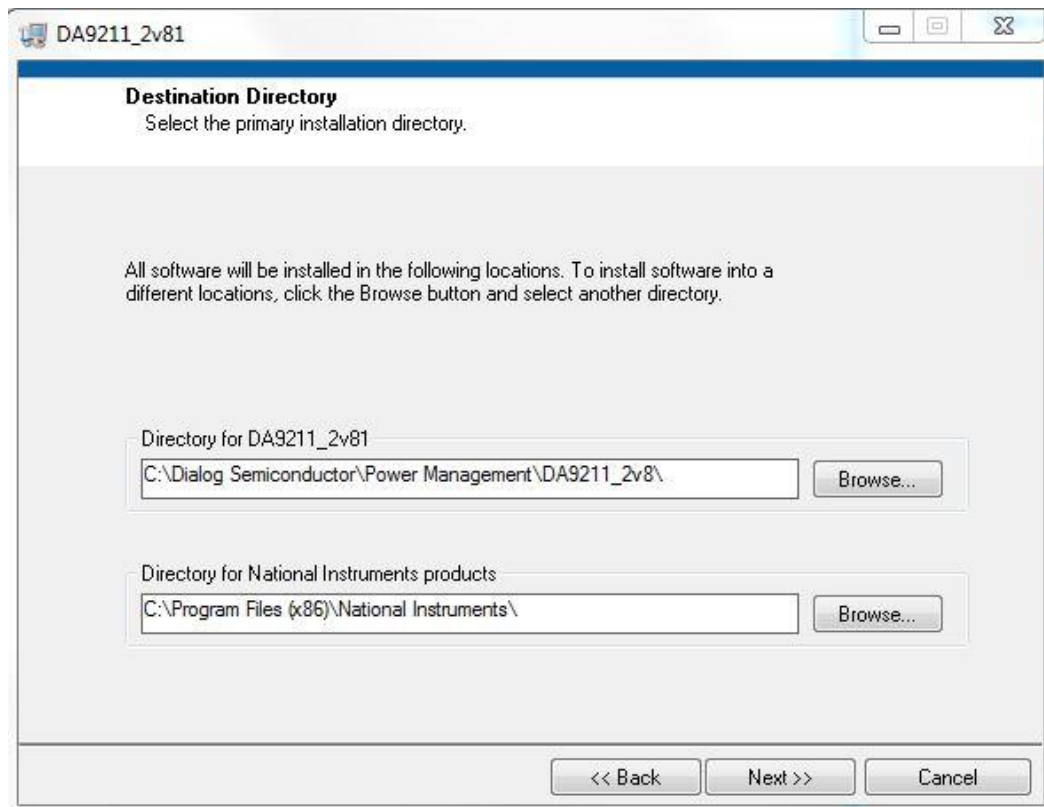 DA9211_2v81
Destination Directory
Select the primary installation directory.
All software will be installed in the following locations. To install software into a
different locations, click the Browse button and select another directory.
Directory for DA9211_2v81
C:\Dialog Semiconductor\Power Management\DA9211_2v8\
Browse...
Directory for National Instruments products
C:\Program Files (x86)\National Instruments\
Browse...
<< Back
Next >>
Cancel